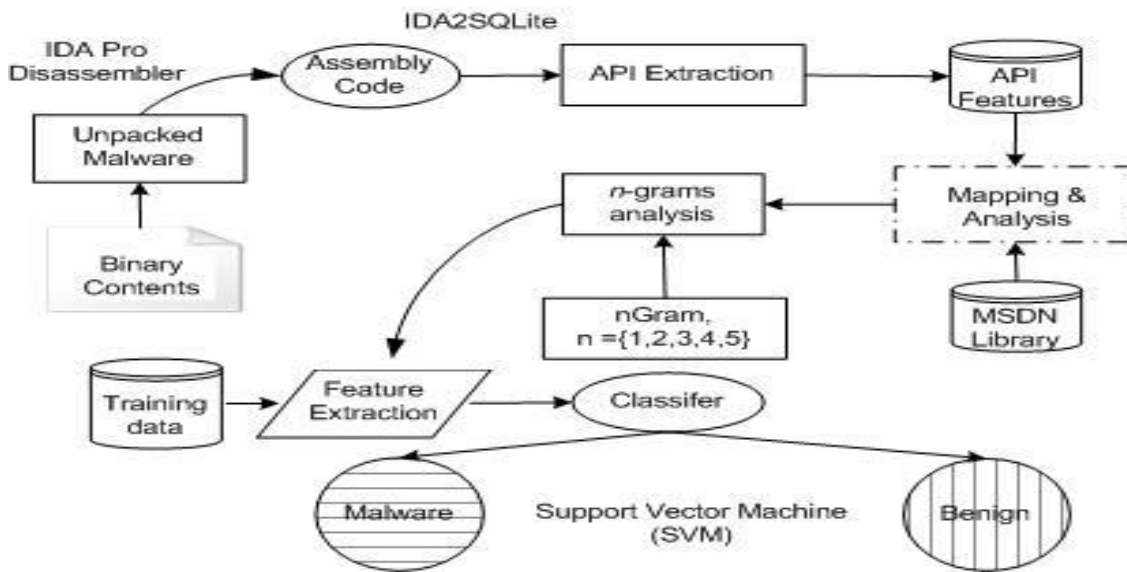 IDA2SQLite
IDA Pro
Disassembler
Assembly
Code
API Extraction
API
Features
Unpacked
Malware
n-grams
analysis
Mapping &
Analysis
Binary
Contents
nGram,
n ={1,2,3,4,5}
MSDN
Library
Training
data
Feature
Extraction
Classifer
Malware
Support Vector Machine
(SVM)
Benign